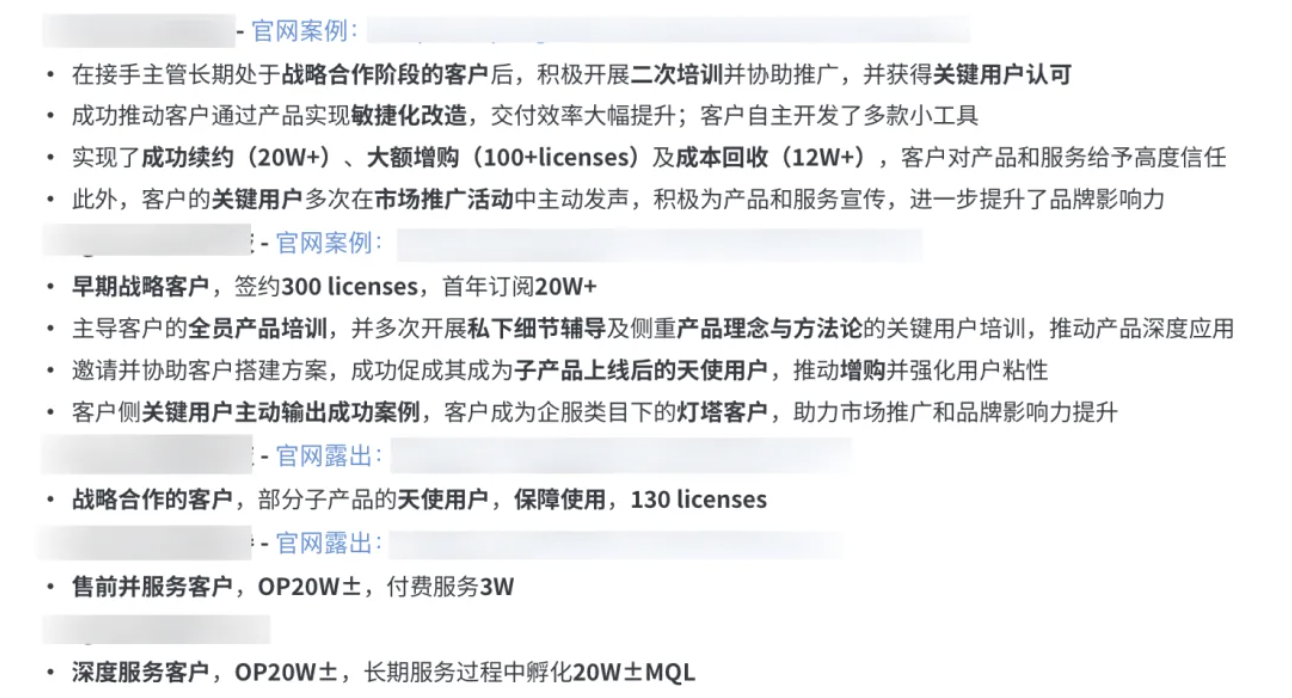 - 官网案例：
• 在接手主管长期处于战略合作阶段的客户后，积极开展二次培训并协助推广，并获得关键用户认可
• 成功推动客户通过产品实现敏捷化改造，交付效率大幅提升；客户自主开发了多款小工具
• 实现了成功续约（20W+）、大额增购（100+licenses）及成本回收（12W+），客户对产品和服务给予高度信任
• 此外，客户的关键用户多次在市场推广活动中主动发声，积极为产品和服务宣传，进一步提升了品牌影响力
- 官网案例：
• 早期战略客户，签约300 licenses，首年订阅20W+
• 主导客户的全员产品培训，并多次开展私下细节辅导及侧重产品理念与方法论的关键用户培训，推动产品深度应用
• 邀请并协助客户搭建方案，成功促成其成为子产品上线后的天使用户，推动增购并强化用户粘性
• 客户侧关键用户主动输出成功案例，客户成为企服类目下的灯塔客户，助力市场推广和品牌影响力提升
- 官网露出：
• 战略合作的客户，部分子产品的天使用户，保障使用，130 licenses
- 官网露出：
• 售前并服务客户，OP20W±，付费服务3W
• 深度服务客户，OP20W±，长期服务过程中孵化20W±MQL